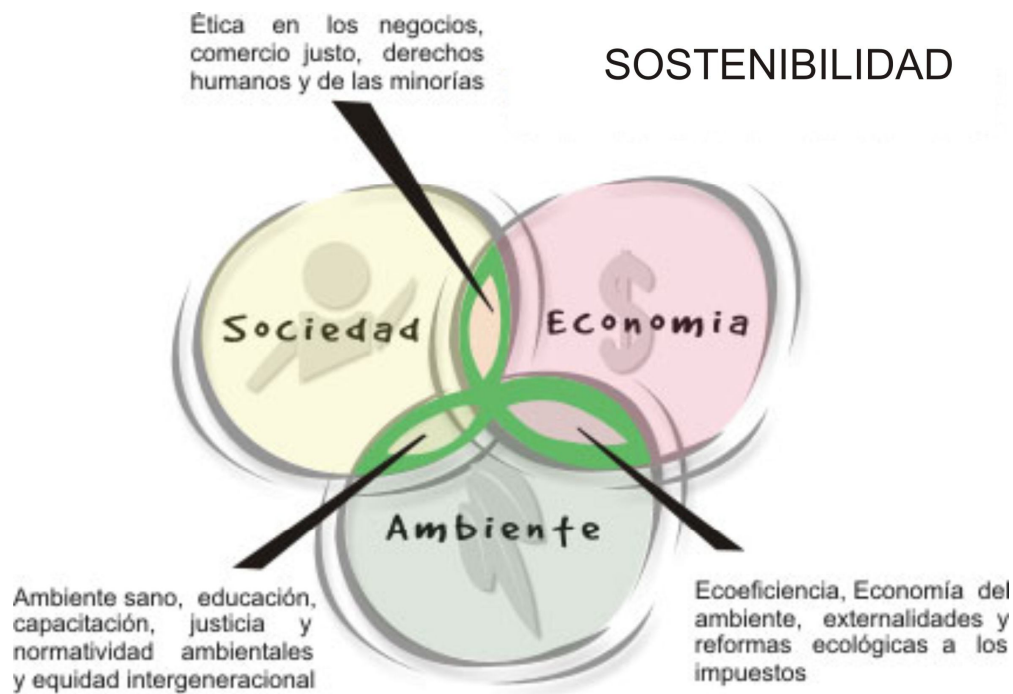 Ética en los negocios,
comercio justo, derechos
humanos y de las minorías
SOSTENIBILIDAD
Sociedad
Economia
Ambiente
Ambiente sano, educación,
capacitación, justicia y
normatividad ambientales
y equidad intergeneracional
Ecoeficiencia, Economía del
ambiente, externalidades y
reformas ecológicas a los
impuestos